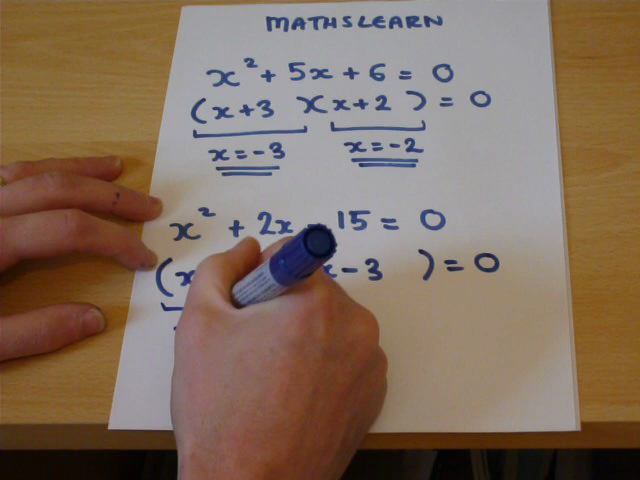 MATHSLEARN
x² + 5x + 6 = 0
(x+3)(x+2) = 0
x = -3 x = -2
x² + 2x 15 = 0
(x x - 3 ) = 0